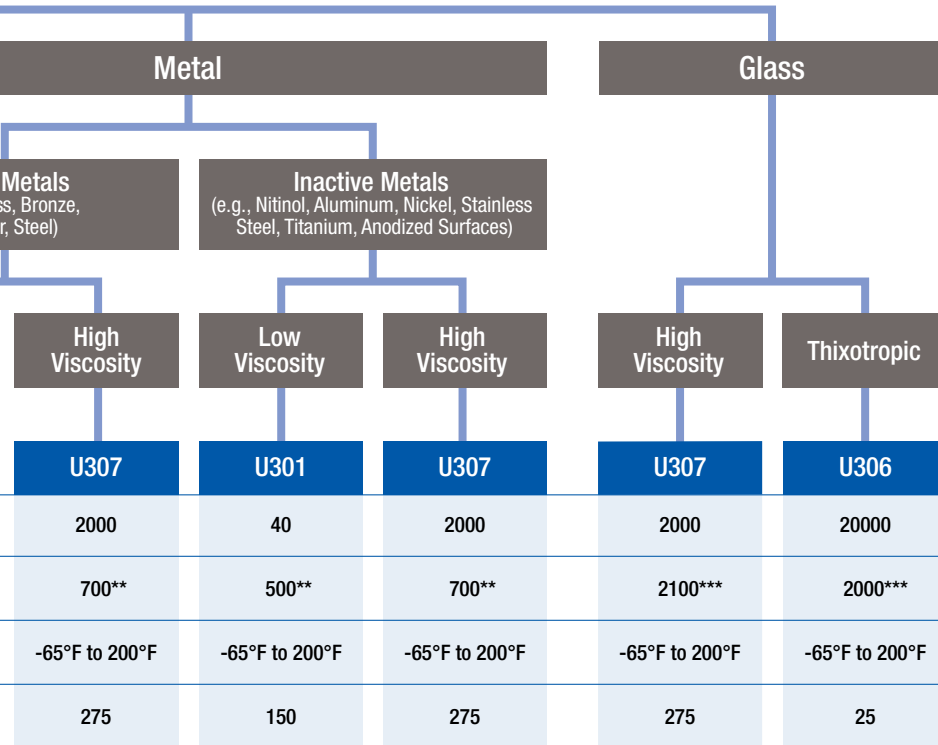 Metal
Glass
Metals
Bronze,
Steel)
Inactive Metals
(e.g., Nitinol, Aluminum, Nickel, Stainless
Steel, Titanium, Anodized Surfaces)
High
Viscosity
Low
Viscosity
High
Viscosity
High
Viscosity
Thixotropic
U307
U301
U307
U307
U306
2000
40
2000
2000
20000
700**
500**
700**
2100***
2000***
-65°F to 200°F
-65°F to 200°F
-65°F to 200°F
-65°F to 200°F
-65°F to 200°F
275
150
275
275
25